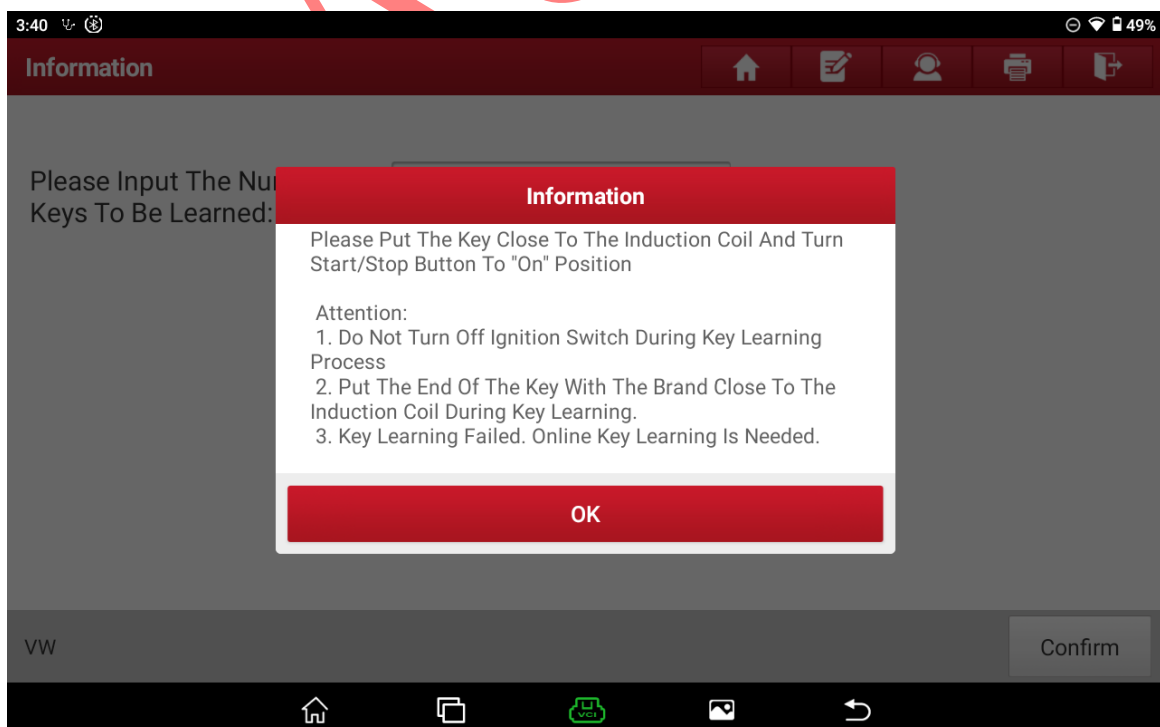 3:40
49%
Information
Please Input The Nu
Keys To Be Learned:
Information
Please Put The Key Close To The Induction Coil And Turn
Start/Stop Button To "On" Position
Attention:
1. Do Not Turn Off Ignition Switch During Key Learning
Process
2. Put The End Of The Key With The Brand Close To The
Induction Coil During Key Learning.
3. Key Learning Failed. Online Key Learning Is Needed.
OK
VW
Confirm
VCI